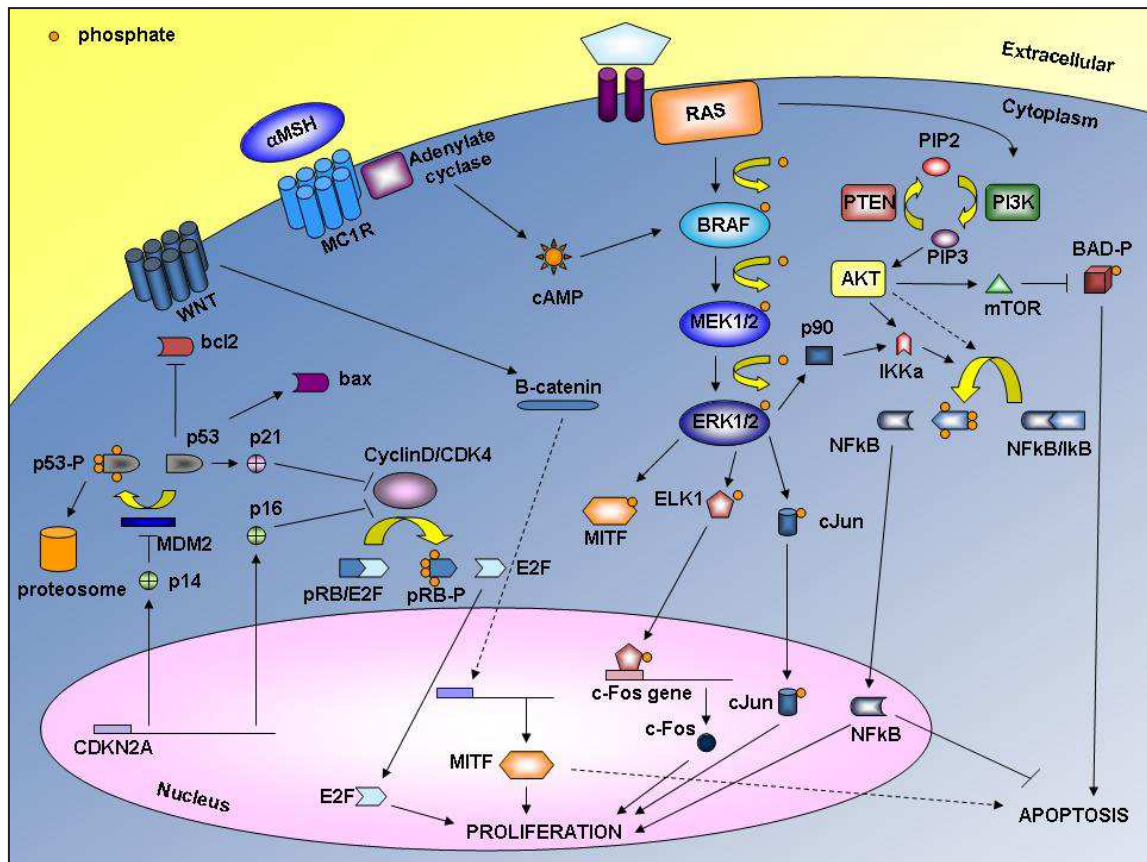 phosphate
Extracellular
Cytoplasm
RAS
αMSH
Adenylate
cyclase
MC1R
WNT
PIP2
PTEN
PI3K
PIP3
BRAF
cAMP
AKT
BAD-P
mTOR
MEK1/2
p90
IKKa
bcl2
bax
B-catenin
ERK1/2
NFkB
NFkB/IkB
p53
p21
p53-P
CyclinD/CDK4
p16
MDM2
proteosome
p14
pRB/E2F
pRB-P
E2F
ELK1
cJun
MITF
c-Fos gene
c-Fos
cJun
NFkB
CDKN2A
MITF
Nucleus
E2F
PROLIFERATION
APOPTOSIS